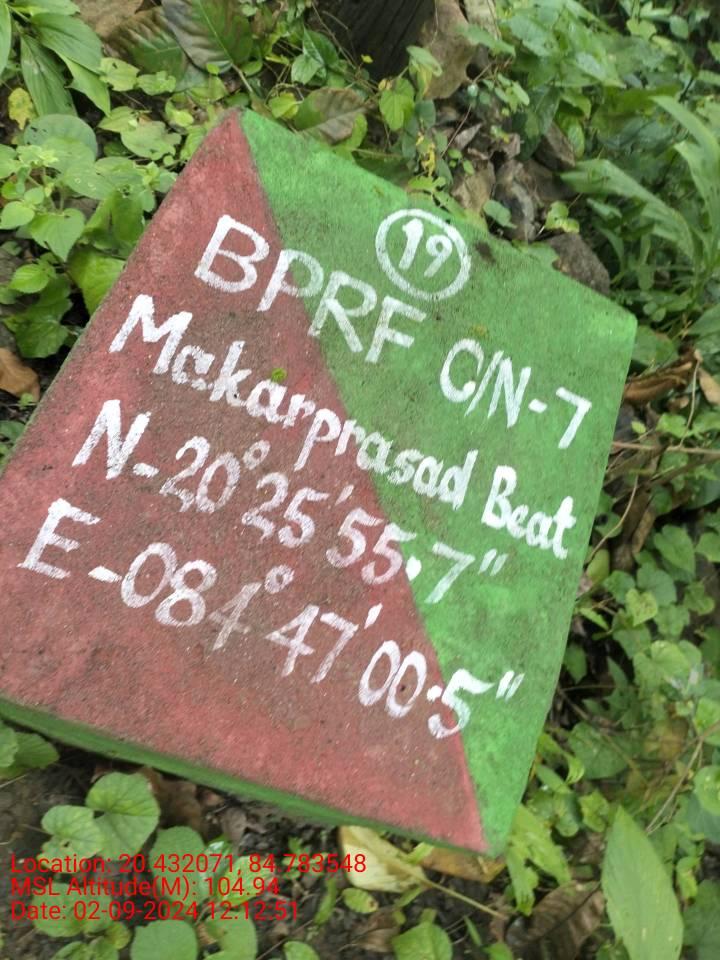 19
BPRF C/N-7
Makarprasad Beat
N-20°25'55.7"
E-084°47'00.5"
Location: 20.432071, 84.783548
MSL Altitude(M): 104.94
Date: 02-09-2024 12:12:51